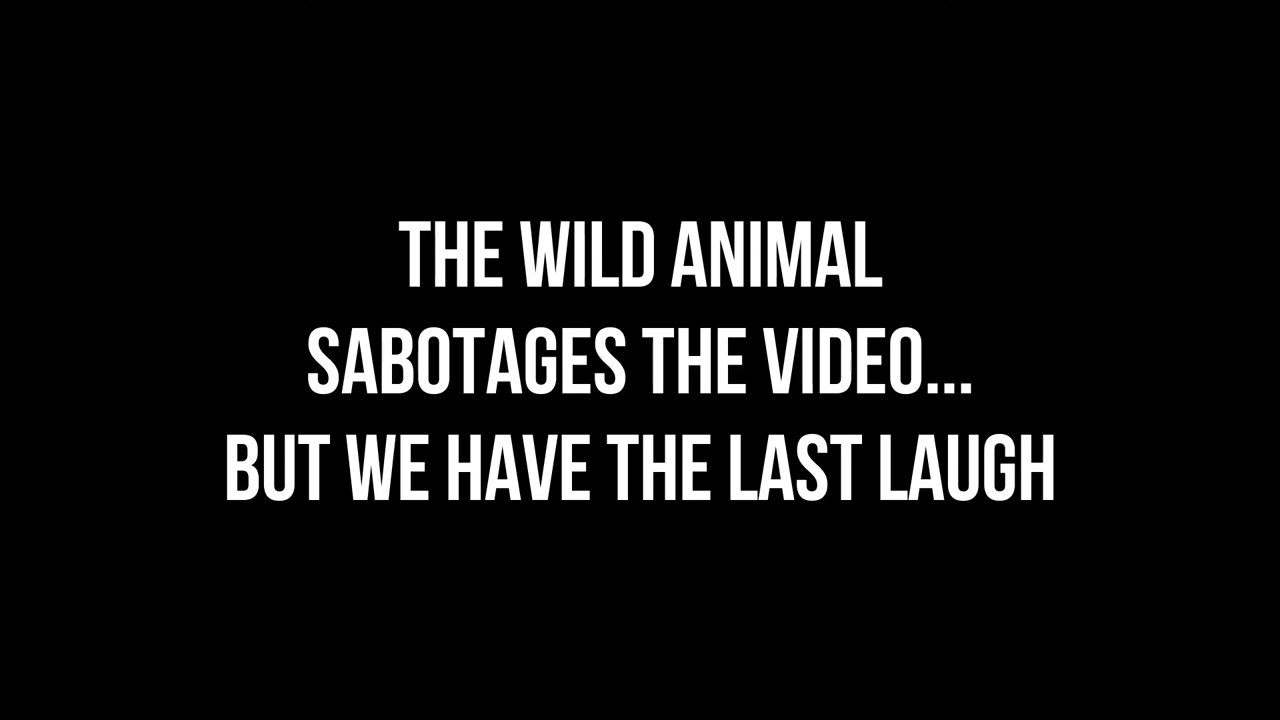 THE WILD ANIMAL
SABOTAGES THE VIDEO...
BUT WE HAVE THE LAST LAUGH